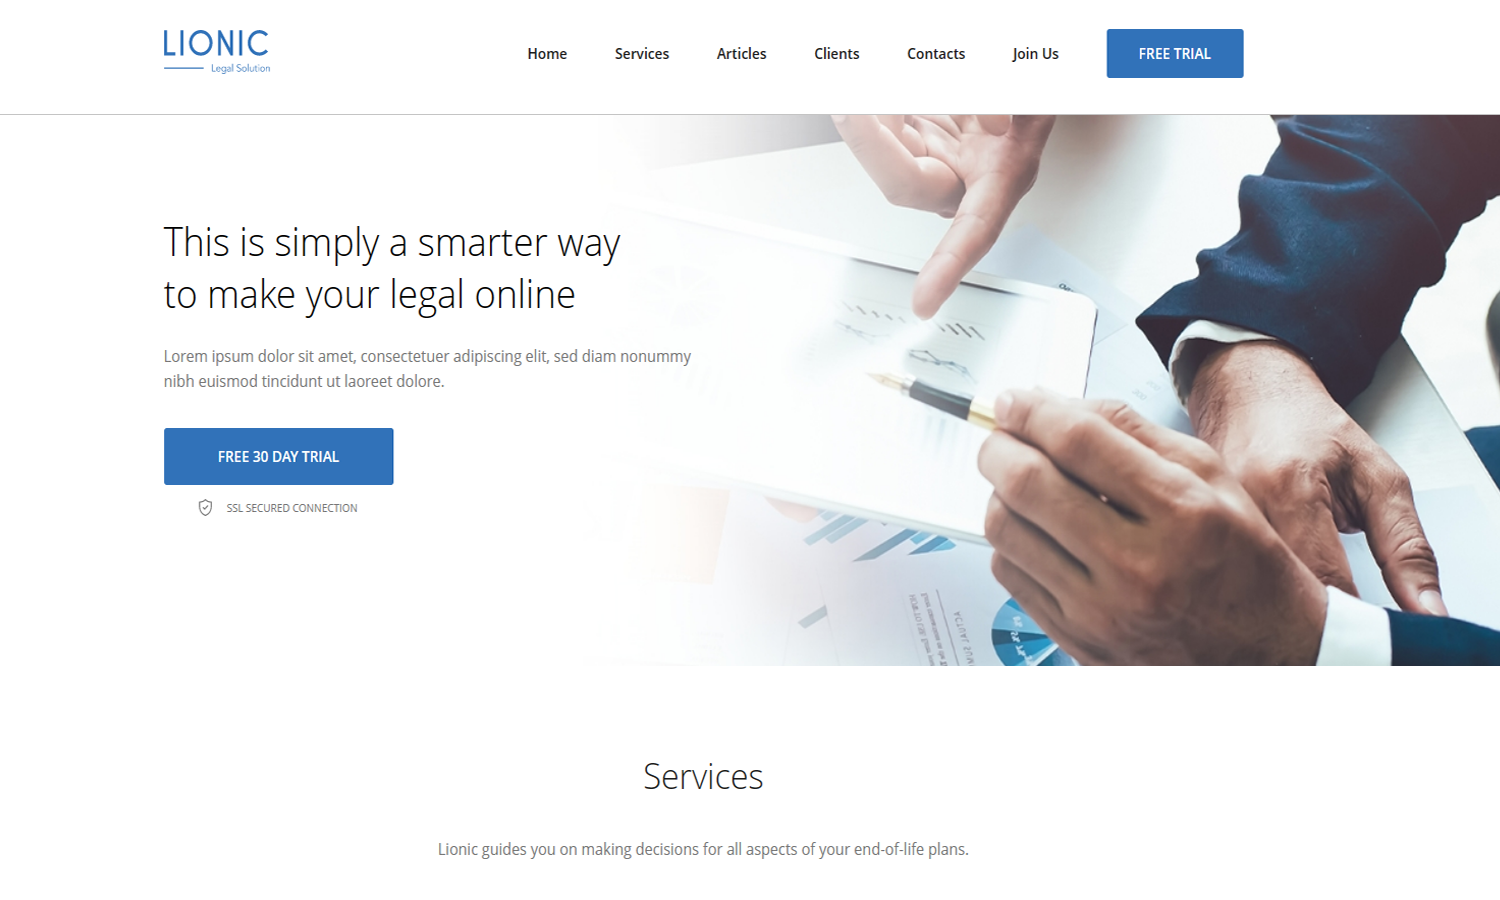 LIONIC
Legal Solution
Home
Services
Articles
Clients
Contacts
Join Us
FREE TRIAL
This is simply a smarter way
to make your legal online
Lorem ipsum dolor sit amet, consectetuer adipiscing elit, sed diam nonummy
nibh euismod tincidunt ut laoreet dolore.
FREE 30 DAY TRIAL
SSL SECURED CONNECTION
Services
Lionic guides you on making decisions for all aspects of your end-of-life plans.